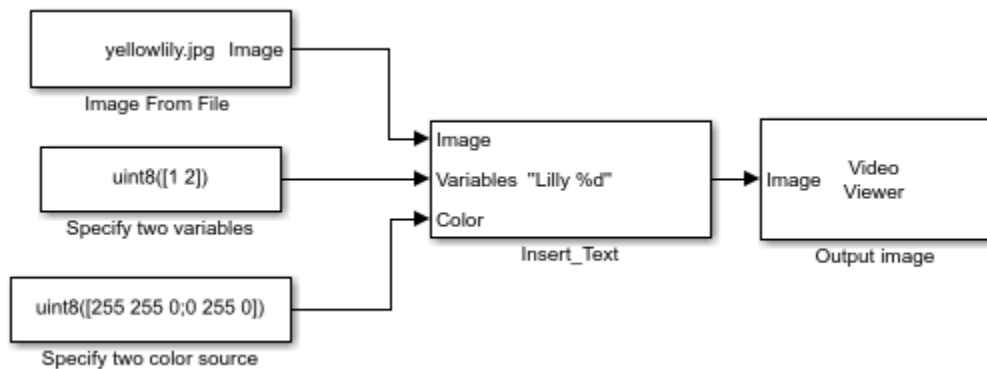 yellowlily.jpg Image
Image From File
uint8([1 2])
Specify two variables
uint8([255 255 0;0 255 0])
Specify two color source
Image
Variables "Lilly %d"
Color
Insert_Text
Image
Video
Viewer
Output image